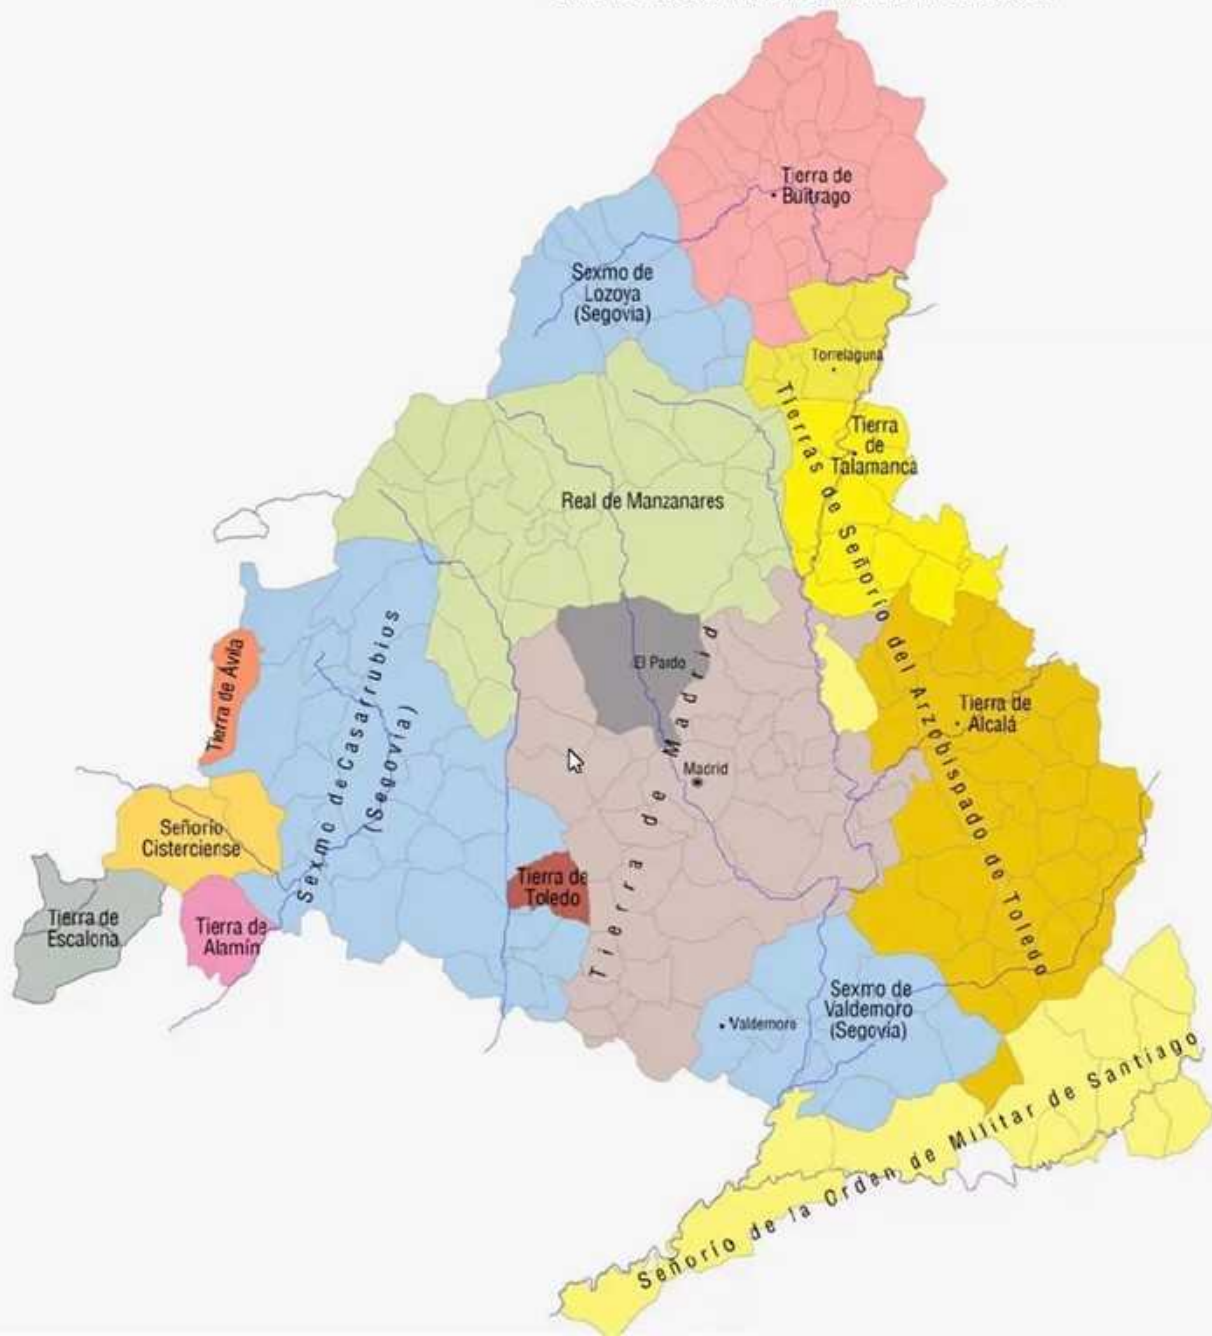 Tierra de
Buitrago
Sexmo de
Lozoya
(Segovia)
Torrelaguna
Tierra
de
Talamanca
Tierras de Señorío del Arzobispado de Toledo
Real de Manzanares
Sexmo de Casarrubios
(Segovia)
Tierra de Ávila
El Pardo
Tierra de Madrid
Madrid
Tierra de
Alcalá
Señorío
Cisterciense
Tierra de
Toledo
Tierra de
Escalona
Tierra de
Alamín
Valdemoro
Sexmo de
Valdemoro
(Segovia)
Señorío de la Orden de Militar de Santiago